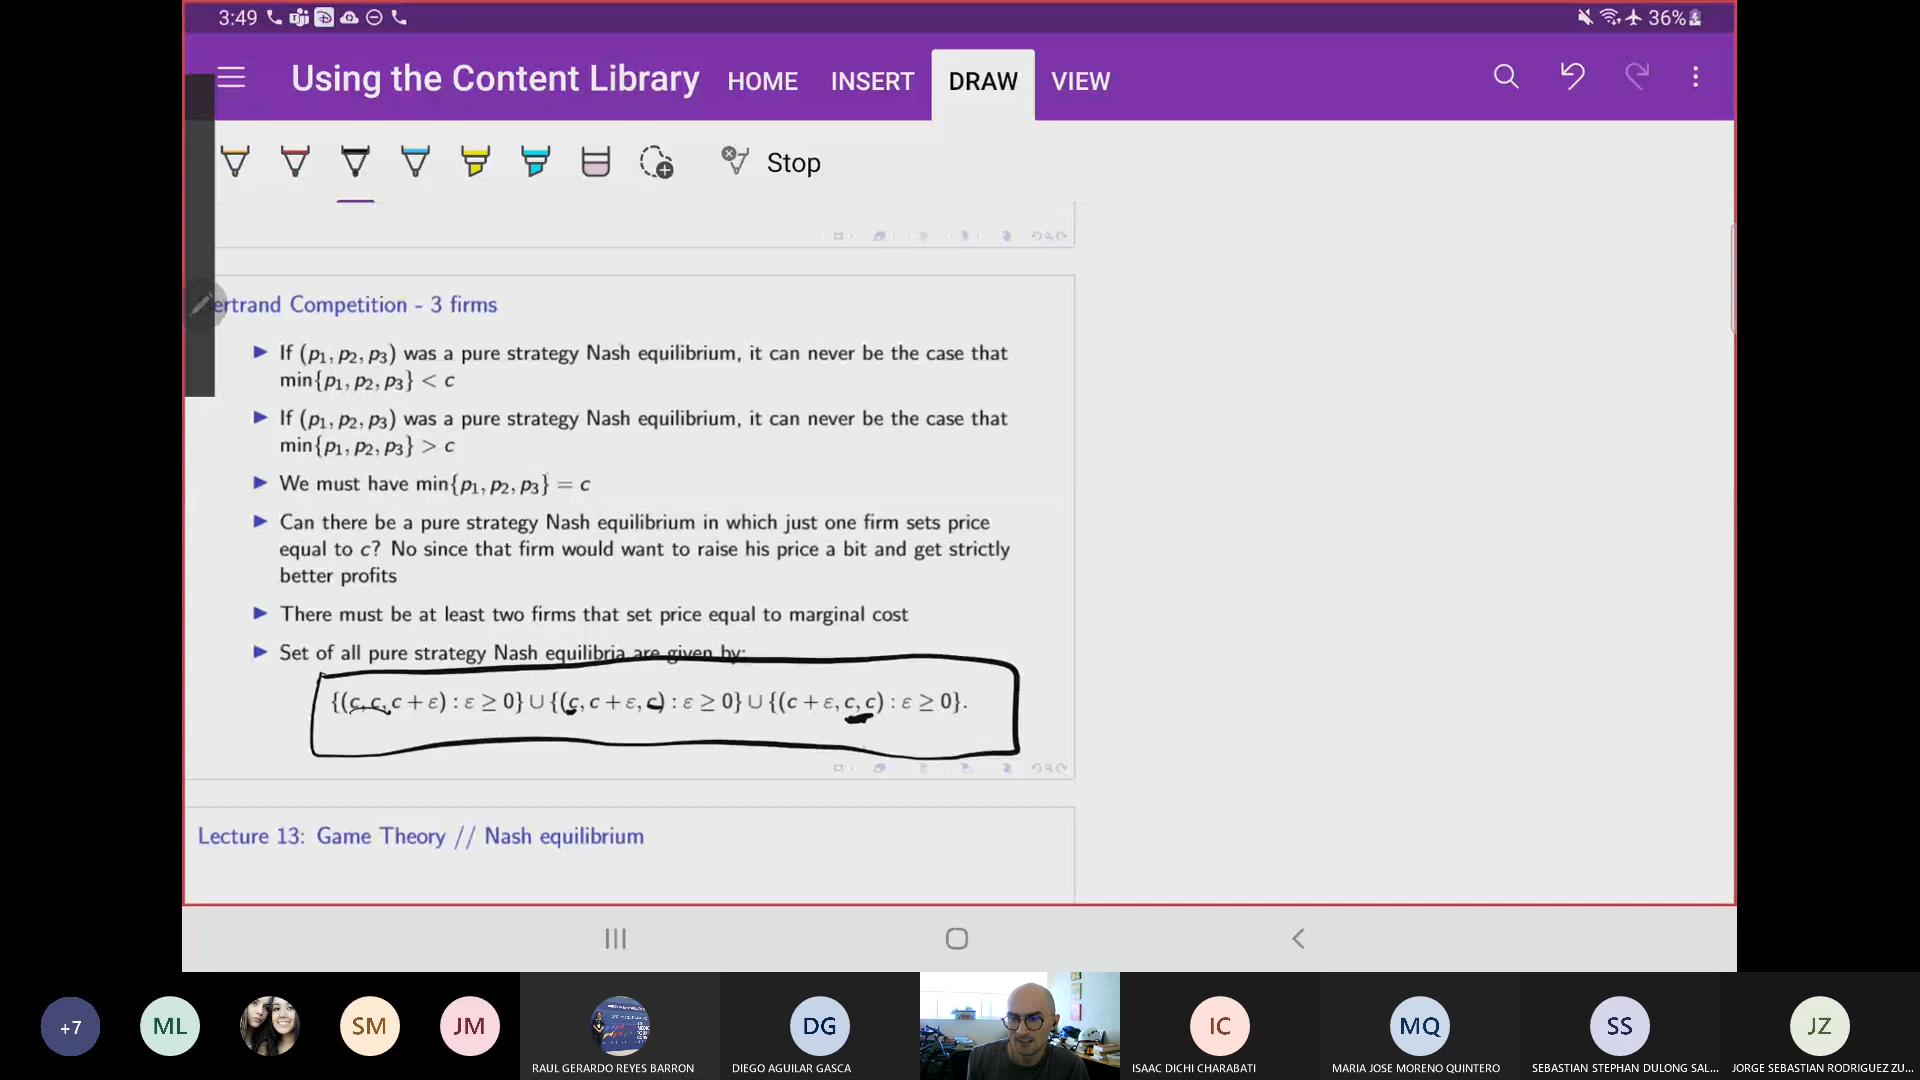 3:49 36%
Using the Content Library HOME INSERT DRAW VIEW
Stop
ertrand Competition - 3 firms
▶ If (p₁, p₂, p₃) was a pure strategy Nash equilibrium, it can never be the case that
min{p₁, p₂, p₃} < c
▶ If (p₁, p₂, p₃) was a pure strategy Nash equilibrium, it can never be the case that
min{p₁, p₂, p₃} > c
▶ We must have min{p₁, p₂, p₃} = c
▶ Can there be a pure strategy Nash equilibrium in which just one firm sets price
equal to c? No since that firm would want to raise his price a bit and get strictly
better profits
▶ There must be at least two firms that set price equal to marginal cost
▶ Set of all pure strategy Nash equilibria are given by:
{(c, c, c + ε) : ε ≥ 0} ∪ {(c, c + ε, c) : ε ≥ 0} ∪ {(c + ε, c, c) : ε ≥ 0}.
Lecture 13: Game Theory // Nash equilibrium
+7 ML SM JM DG IC MQ SS JZ
RAUL GERARDO REYES BARRON DIEGO AGUILAR GASCA ISAAC DICHI CHARABATI MARIA JOSE MORENO QUINTERO SEBASTIAN STEPHAN DULONG SAL... JORGE SEBASTIAN RODRIGUEZ ZU...